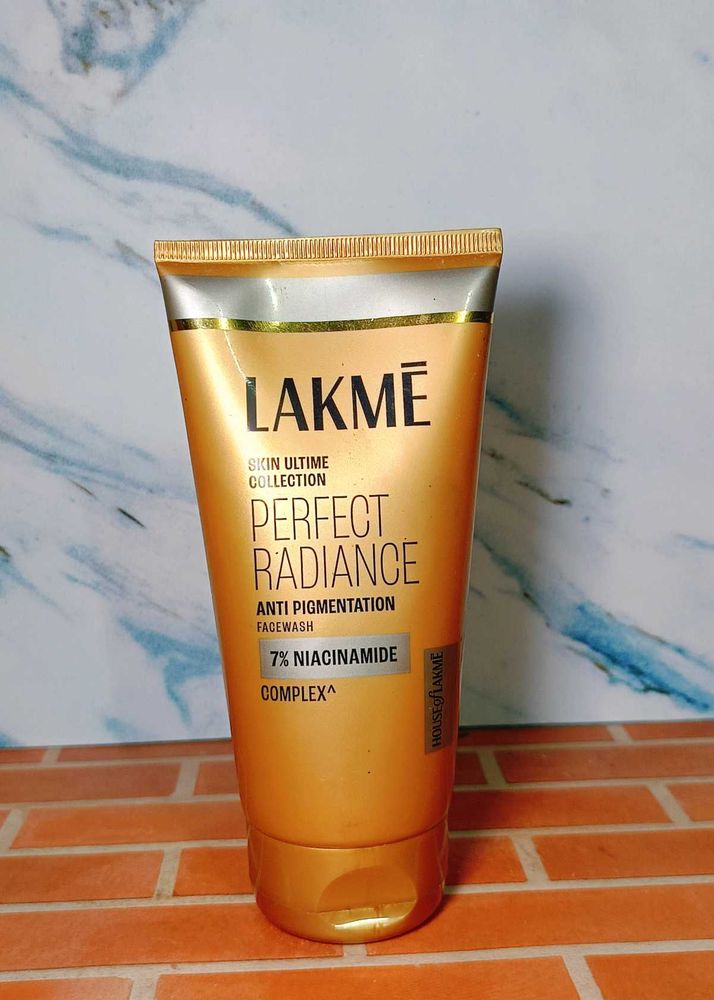 LAKMĒ
SKIN ULTIME
COLLECTION
PERFECT
RADIANCE
ANTI PIGMENTATION
FACEWASH
7% NIACINAMIDE
COMPLEX^
HOUSE of LAKMĒ